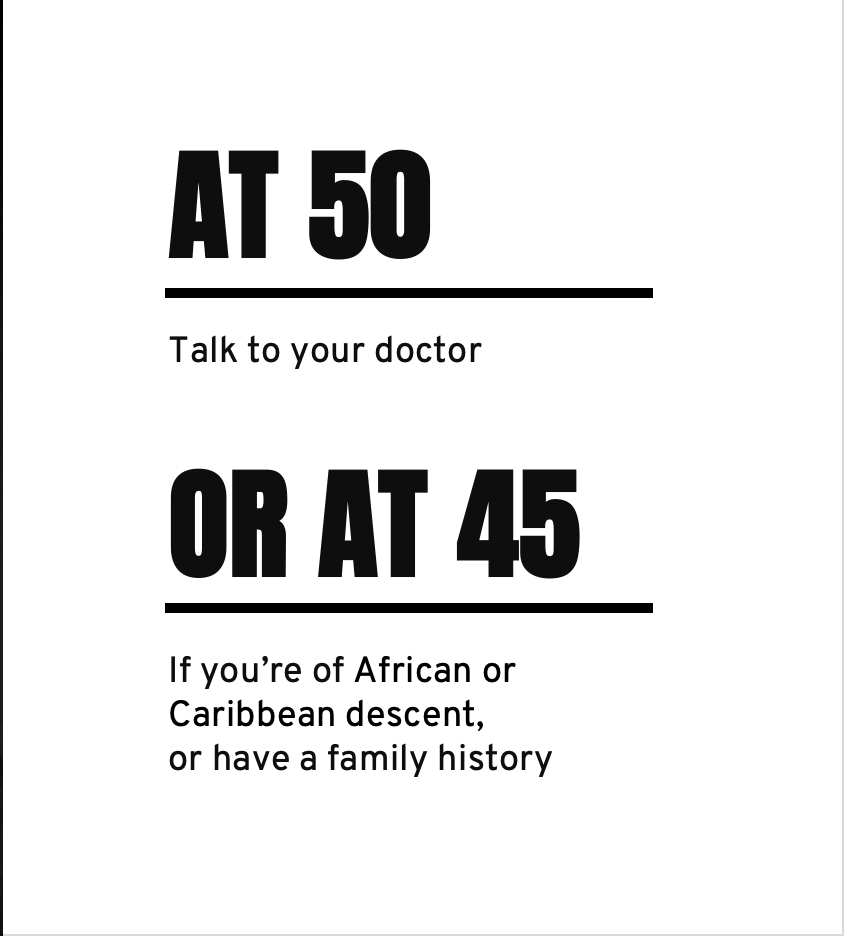 AT 50
Talk to your doctor
OR AT 45
If you’re of African or
Caribbean descent,
or have a family history